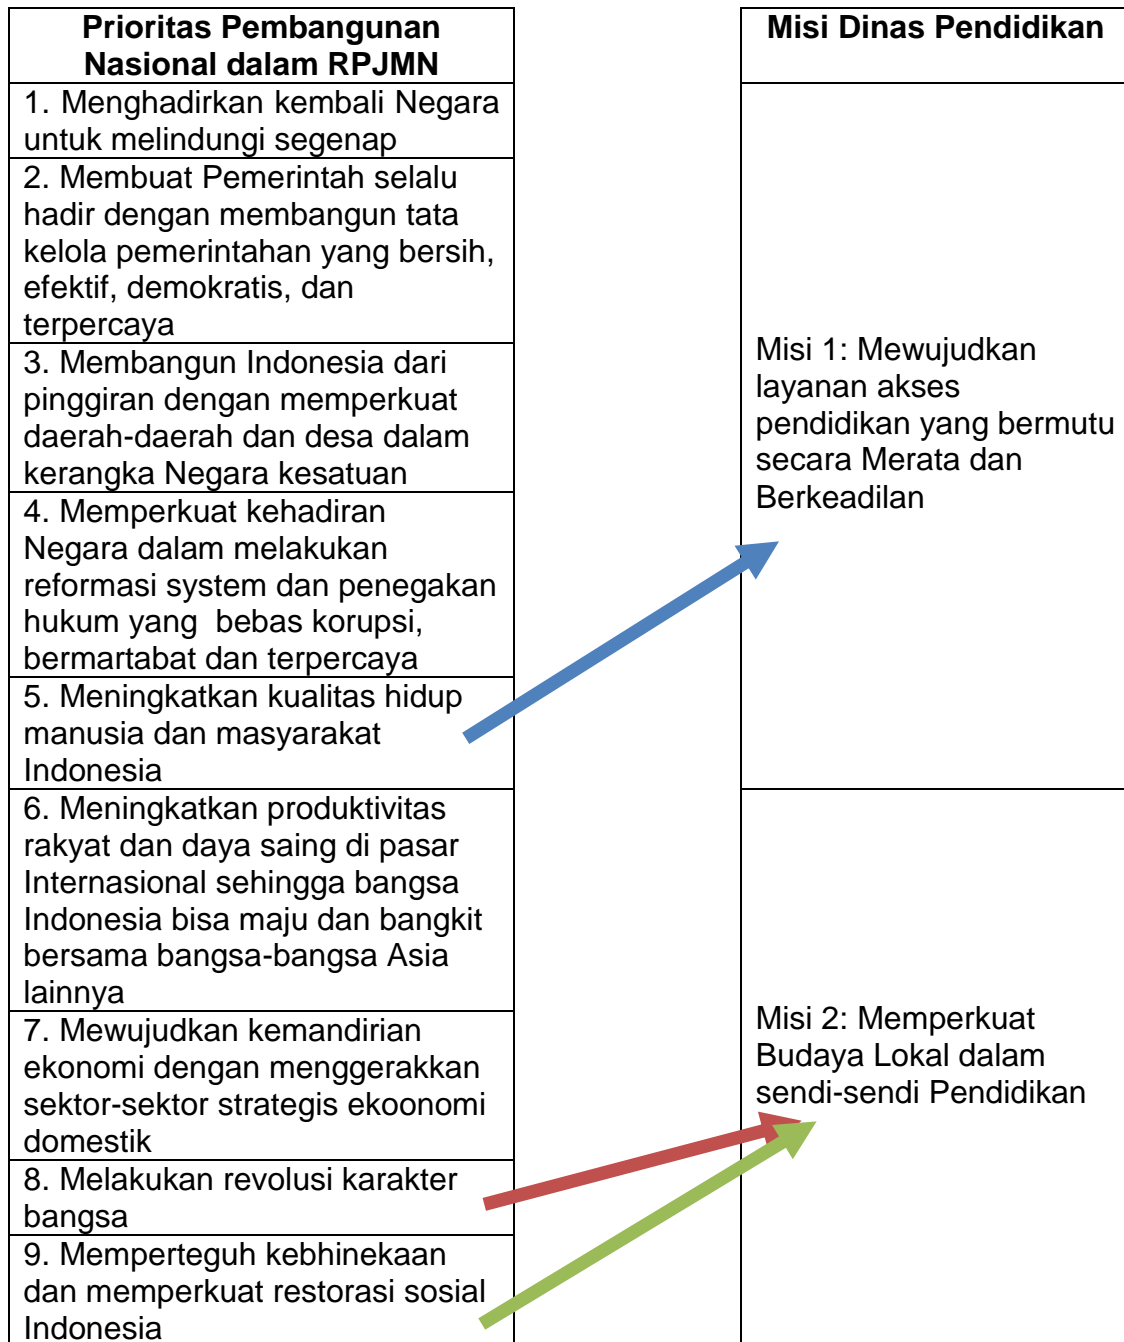 Prioritas Pembangunan
Nasional dalam RPJMN
1. Menghadirkan kembali Negara
untuk melindungi segenap
2. Membuat Pemerintah selalu
hadir dengan membangun tata
kelola pemerintahan yang bersih,
efektif, demokratis, dan
terpercaya
3. Membangun Indonesia dari
pinggiran dengan memperkuat
daerah-daerah dan desa dalam
kerangka Negara kesatuan
4. Memperkuat kehadiran
Negara dalam melakukan
reformasi system dan penegakan
hukum yang  bebas korupsi,
bermartabat dan terpercaya
5. Meningkatkan kualitas hidup
manusia dan masyarakat
Indonesia
6. Meningkatkan produktivitas
rakyat dan daya saing di pasar
Internasional sehingga bangsa
Indonesia bisa maju dan bangkit
bersama bangsa-bangsa Asia
lainnya
7. Mewujudkan kemandirian
ekonomi dengan menggerakkan
sektor-sektor strategis ekoonomi
domestik
8. Melakukan revolusi karakter
bangsa
9. Memperteguh kebhinekaan
dan memperkuat restorasi sosial
Indonesia
Misi Dinas Pendidikan
Misi 1: Mewujudkan
layanan akses
pendidikan yang bermutu
secara Merata dan
Berkeadilan
Misi 2: Memperkuat
Budaya Lokal dalam
sendi-sendi Pendidikan